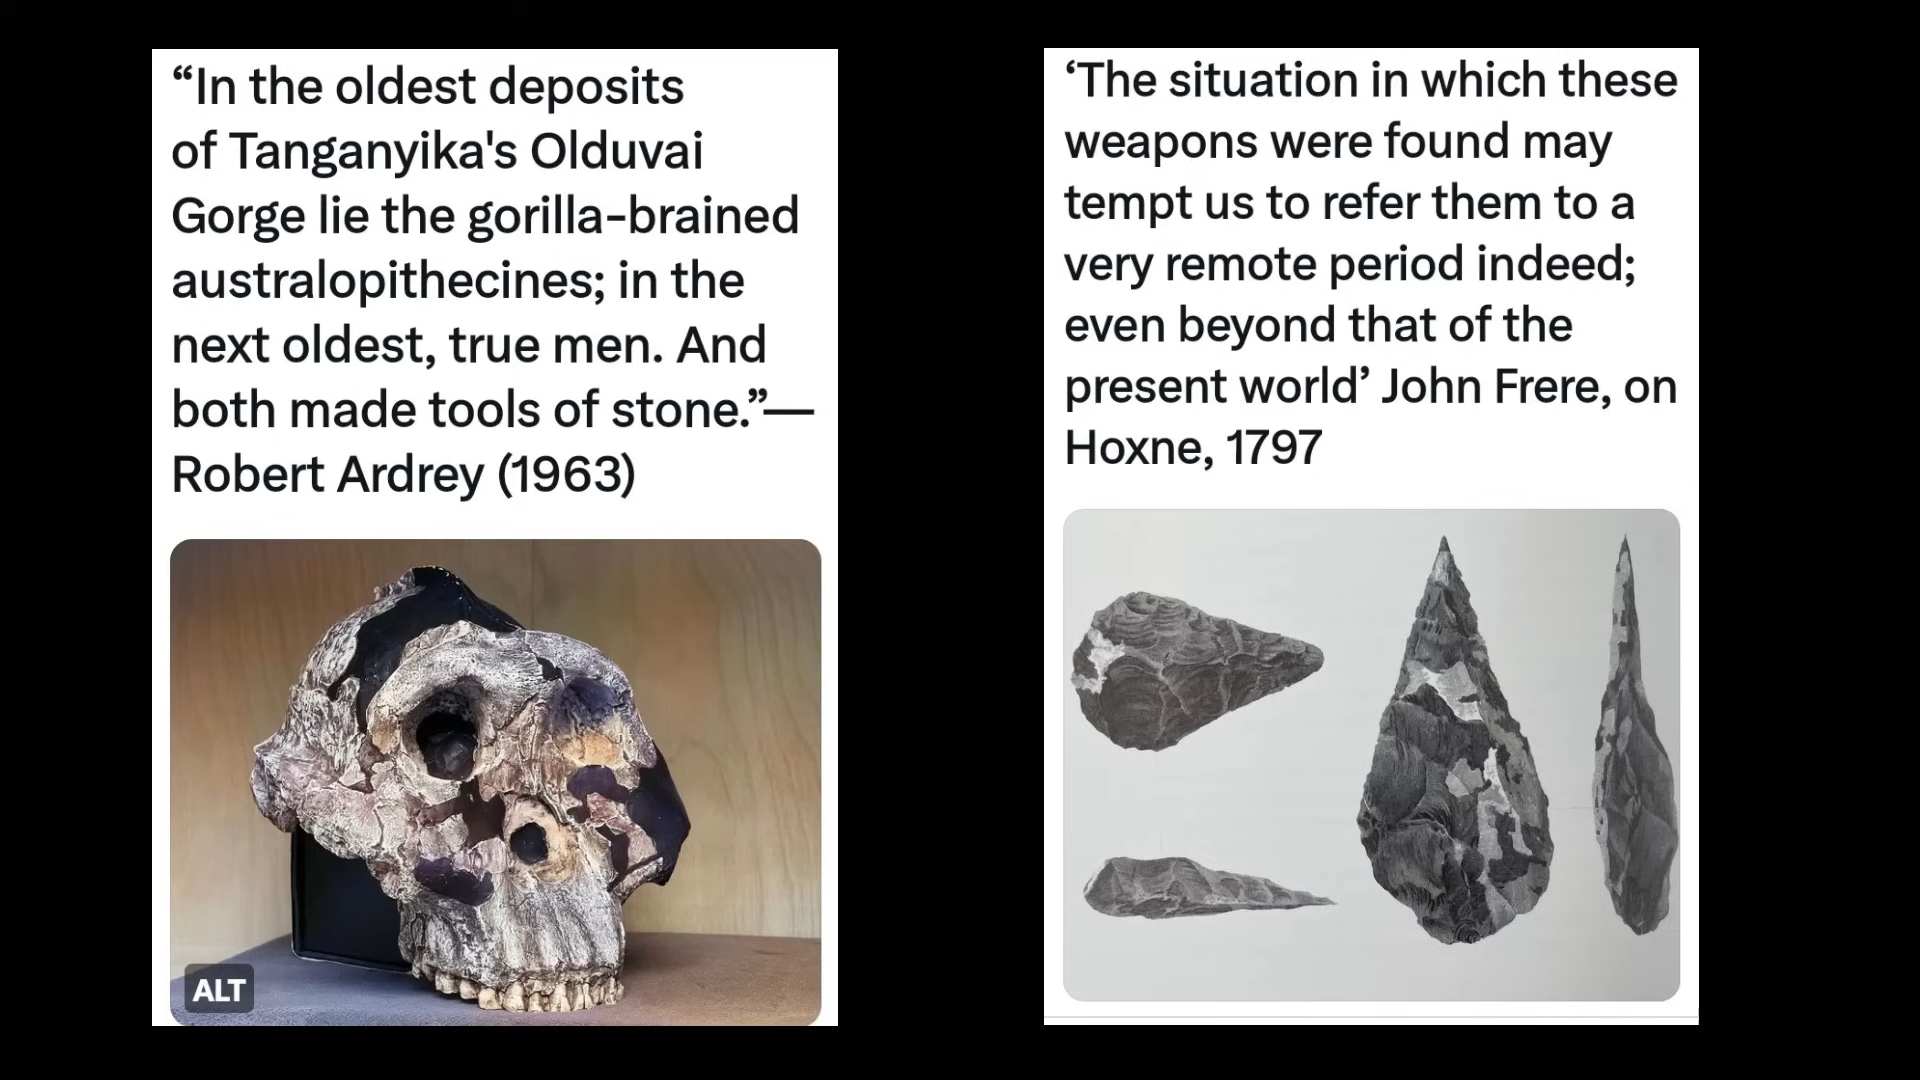 “In the oldest deposits
of Tanganyika's Olduvai
Gorge lie the gorilla-brained
australopithecines; in the
next oldest, true men. And
both made tools of stone.”—
Robert Ardrey (1963)
ALT
‘The situation in which these
weapons were found may
tempt us to refer them to a
very remote period indeed;
even beyond that of the
present world’ John Frere, on
Hoxne, 1797